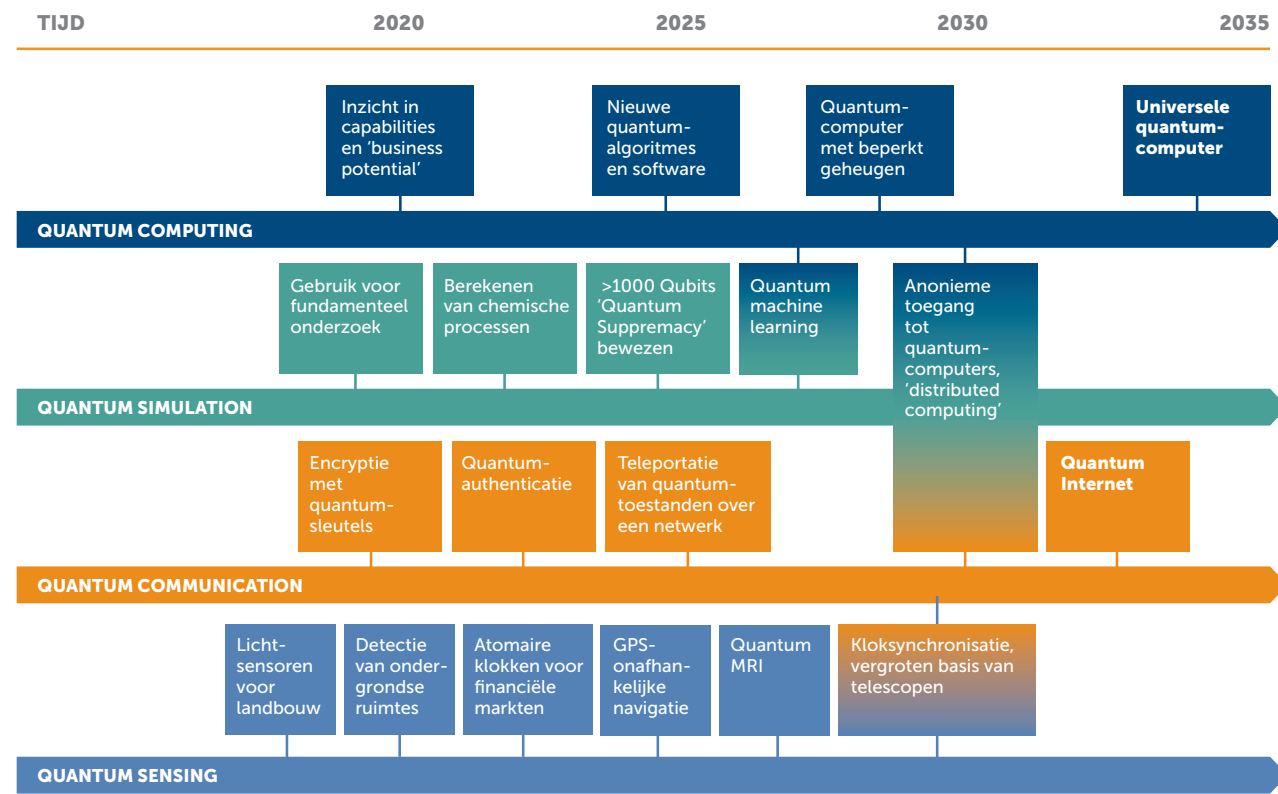 TIJD 2020 2025 2030 2035
Inzicht in
capabilities
en ‘business
potential’
Nieuwe
quantum-
algoritmes
en software
Quantum-
computer
met beperkt
geheugen
Universele
quantum-
computer
QUANTUM COMPUTING
Gebruik voor
fundamenteel
onderzoek
Berekenen
van chemische
processen
>1000 Qubits
‘Quantum
Suppremacy’
bewezen
Quantum
machine
learning
Anonieme
toegang
tot
quantum-
computers,
‘distributed
computing’
QUANTUM SIMULATION
Encryptie
met
quantum-
sleutels
Quantum-
authenticatie
Teleportatie
van quantum-
toestanden over
een netwerk
Quantum
Internet
QUANTUM COMMUNICATION
Licht-
sensoren
voor
landbouw
Detectie
van onder-
grondse
ruimtes
Atomaire
klokken voor
financiële
markten
GPS-
onafhan-
kelijke
navigatie
Quantum
MRI
Kloksynchronisatie,
vergroten basis van
telescopen
QUANTUM SENSING